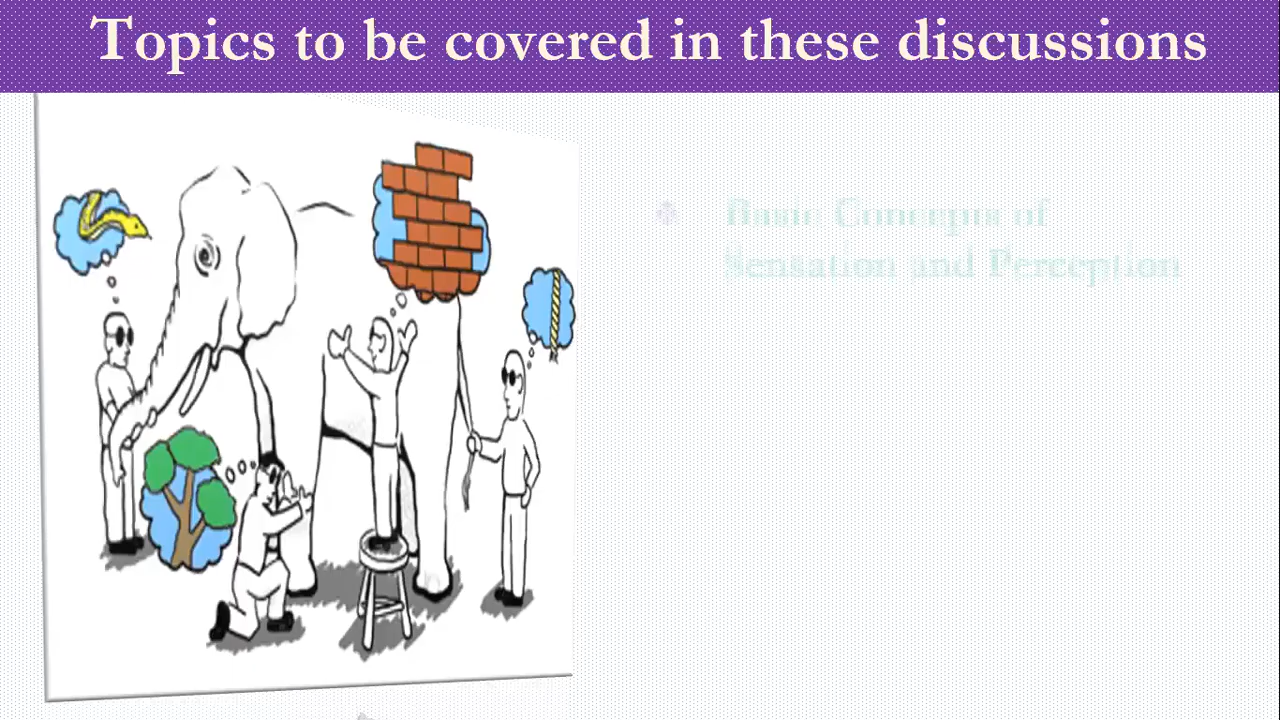 Topics to be covered in these discussions
Basic Concepts of
Sensation and Perception